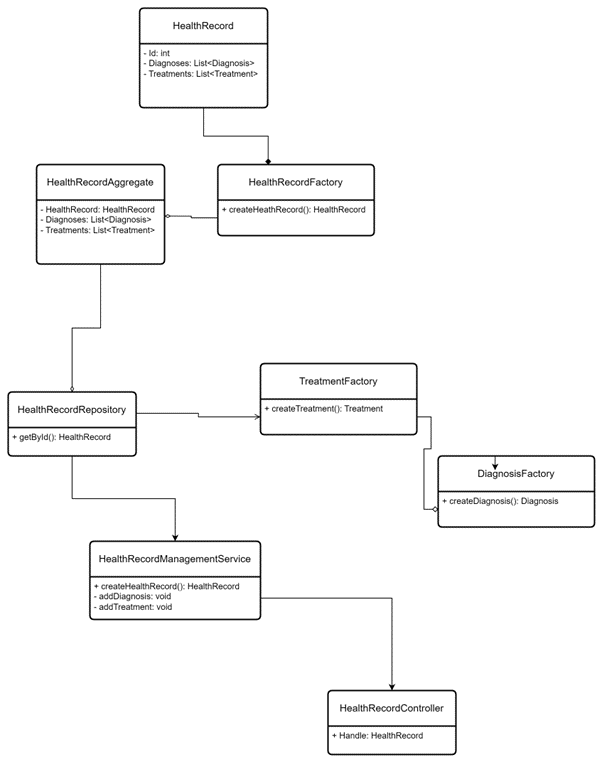 HealthRecord
- Id: int
- Diagnoses: List<Diagnosis>
- Treatments: List<Treatment>
HealthRecordAggregate
- HealthRecord: HealthRecord
- Diagnoses: List<Diagnosis>
- Treatments: List<Treatment>
HealthRecordFactory
+ createHeathRecord(): HealthRecord
HealthRecordRepository
+ getById(): HealthRecord
TreatmentFactory
+ createTreatment(): Treatment
DiagnosisFactory
+ createDiagnosis(): Diagnosis
HealthRecordManagementService
+ createHealthRecord(): HealthRecord
- addDiagnosis: void
- addTreatment: void
HealthRecordController
+ Handle: HealthRecord